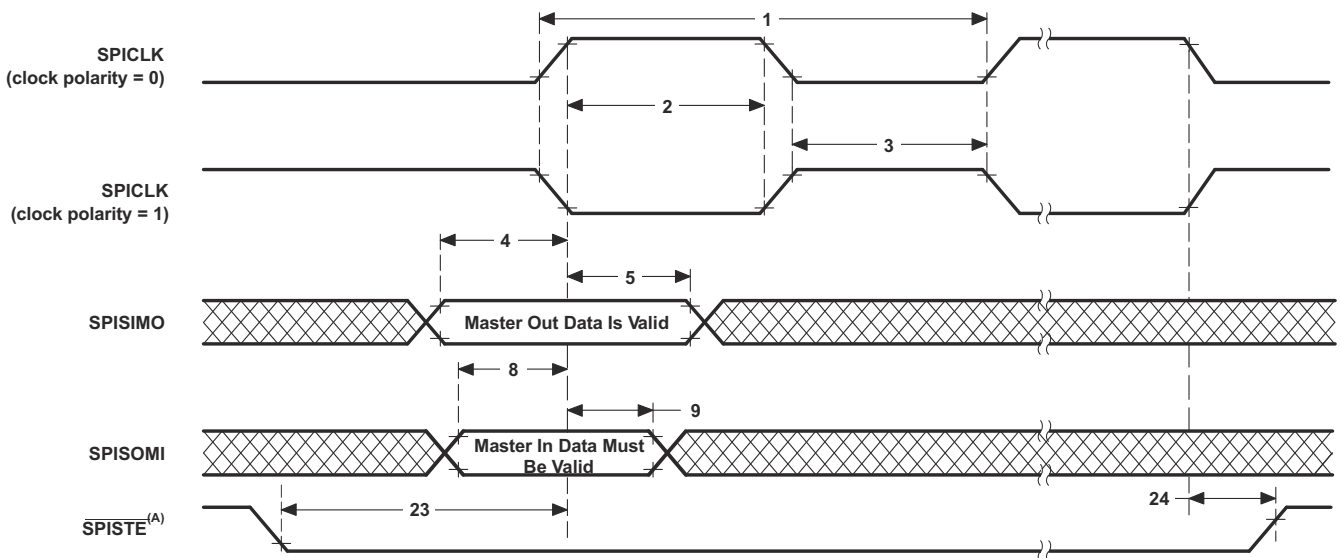 1
SPICLK
(clock polarity = 0)
2
3
SPICLK
(clock polarity = 1)
4
5
SPISIMO
Master Out Data Is Valid
8
9
SPISOMI
Master In Data Must
Be Valid
23
24
SPISTE(A)